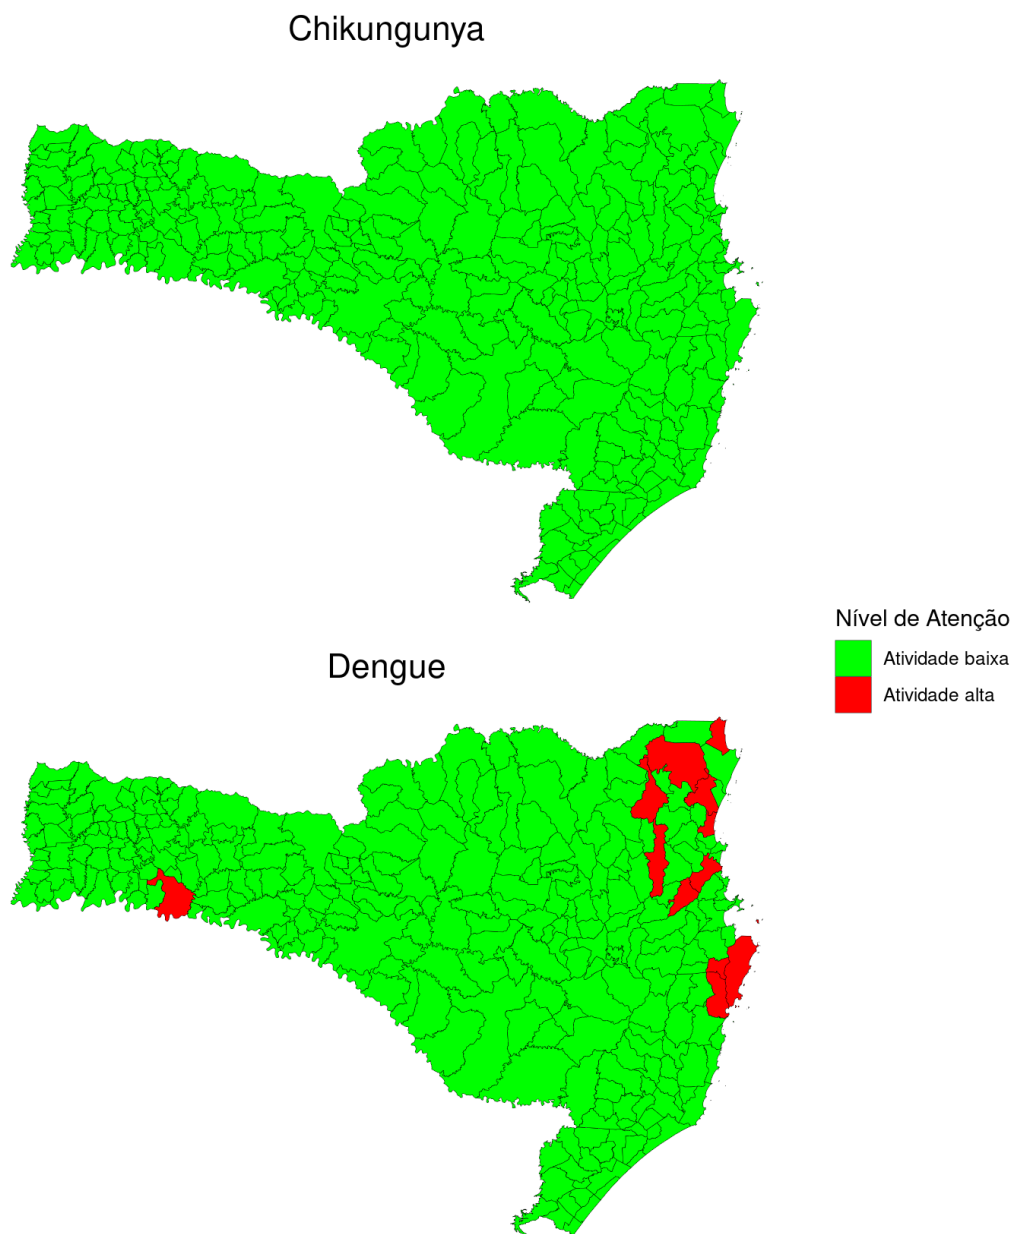 Chikungunya
Nível de Atenção
Atividade baixa
Atividade alta
Dengue